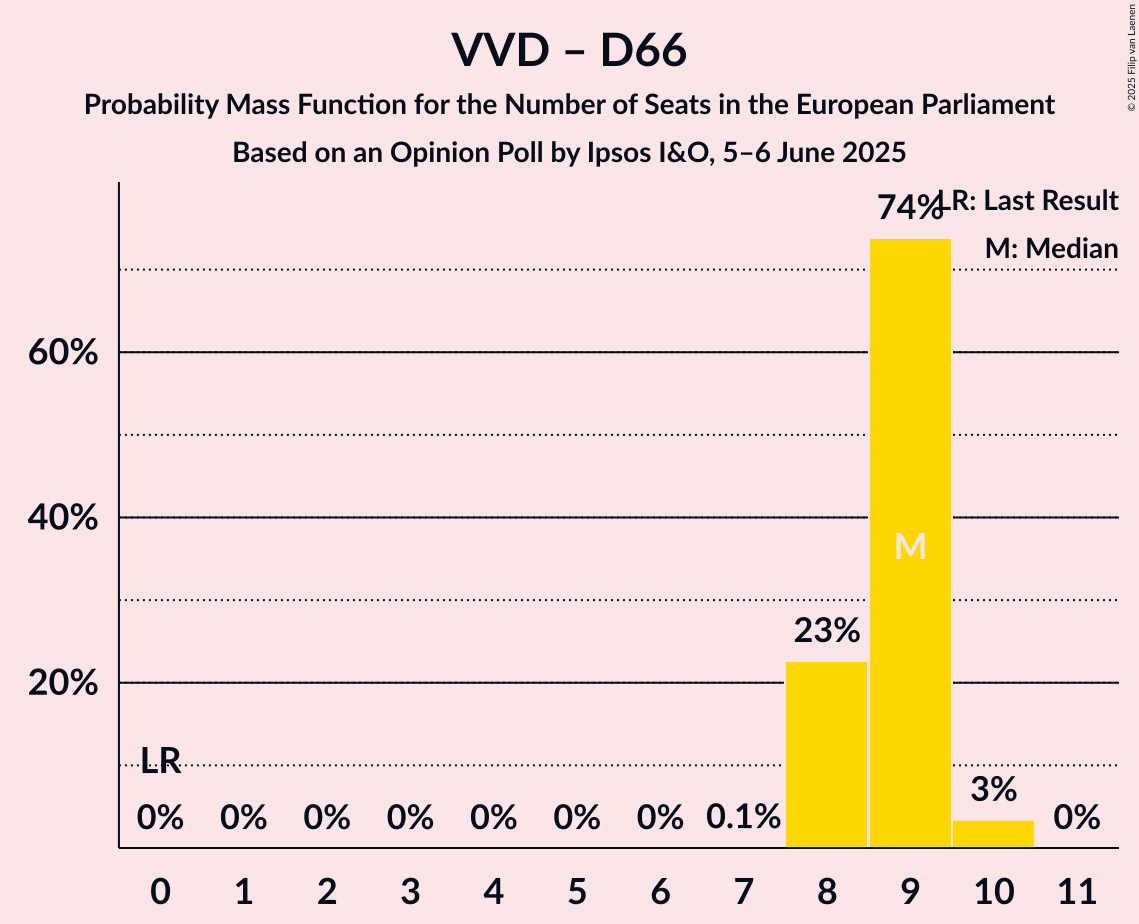 VVD – D66
Probability Mass Function for the Number of Seats in the European Parliament
Based on an Opinion Poll by Ipsos I&O, 5–6 June 2025
© 2025 Filip van Laenen
LR: Last Result
M: Median
74%
60%
40%
M
23%
20%
LR
3%
0% 0% 0% 0% 0% 0% 0% 0.1% 0%
0 1 2 3 4 5 6 7 8 9 10 11